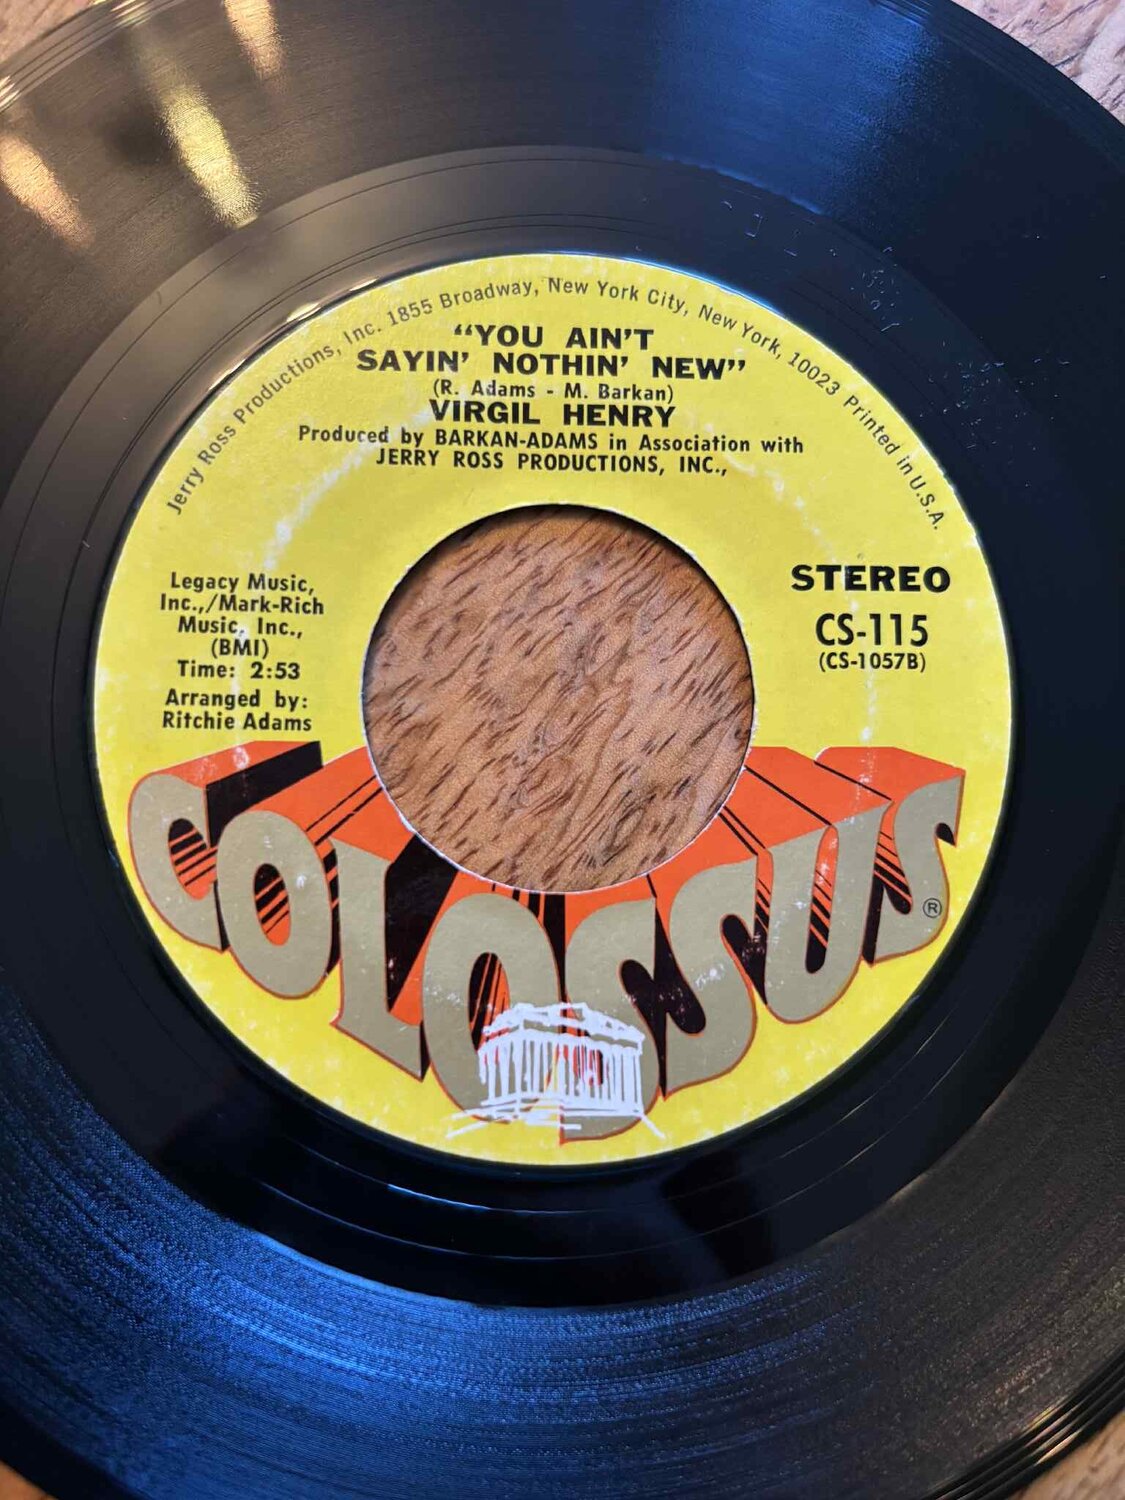 Jerry Ross Productions, Inc. 1855 Broadway, New York City, New York, 10023 Printed in U.S.A.
“YOU AIN’T
SAYIN’ NOTHIN’ NEW”
(R. Adams - M. Barkan)
VIRGIL HENRY
Produced by BARKAN-ADAMS in Association with
JERRY ROSS PRODUCTIONS, INC.,
Legacy Music,
Inc.,/Mark-Rich
Music, Inc.,
(BMI)
Time: 2:53
Arranged by:
Ritchie Adams
STEREO
CS-115
(CS-1057B)
COLOSSUS
®